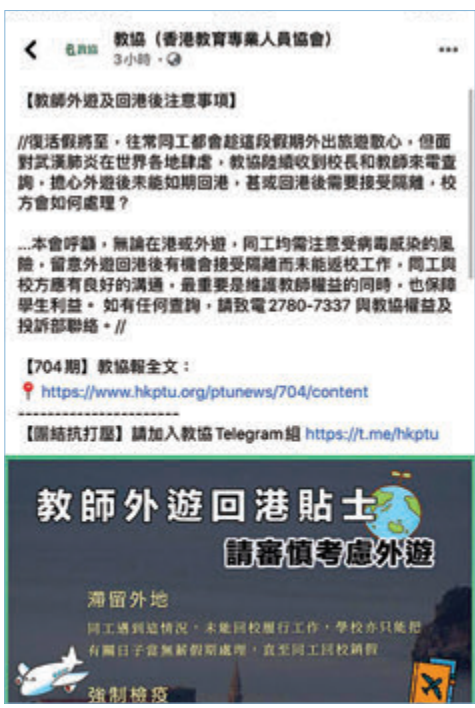 教協（香港教育專業人員協會）
教協
3小時 ·
【教師外遊及回港後注意事項】
//復活假將至，往常同工都會趁這段假期外出旅遊散心，但面
對武漢肺炎在世界各地肆虐，教協陸續收到校長和教師來電查
詢，擔心外遊後未能如期回港，甚或回港後需要接受隔離，校
方會如何處理？
...本會呼籲，無論在港或外遊，同工均需注意受病毒感染的風
險，留意外遊回港後有機會接受隔離而未能返校工作，同工與
校方應有良好的溝通，最重要是維護教師權益的同時，也保障
學生利益。如有任何查詢，請致電2780-7337 與教協權益及
投訴部聯絡。//
【704期】教協報全文：
https://www.hkptu.org/ptunews/704/content
-----------------------
【團結抗打壓】請加入教協Telegram組 https://t.me/hkptu
教師外遊回港貼士
請審慎考慮外遊
滯留外地
同工遇到這情況，未能回校履行工作，學校亦只能把
有關日子當無薪假期處理，直至同工回校銷假
強制檢疫